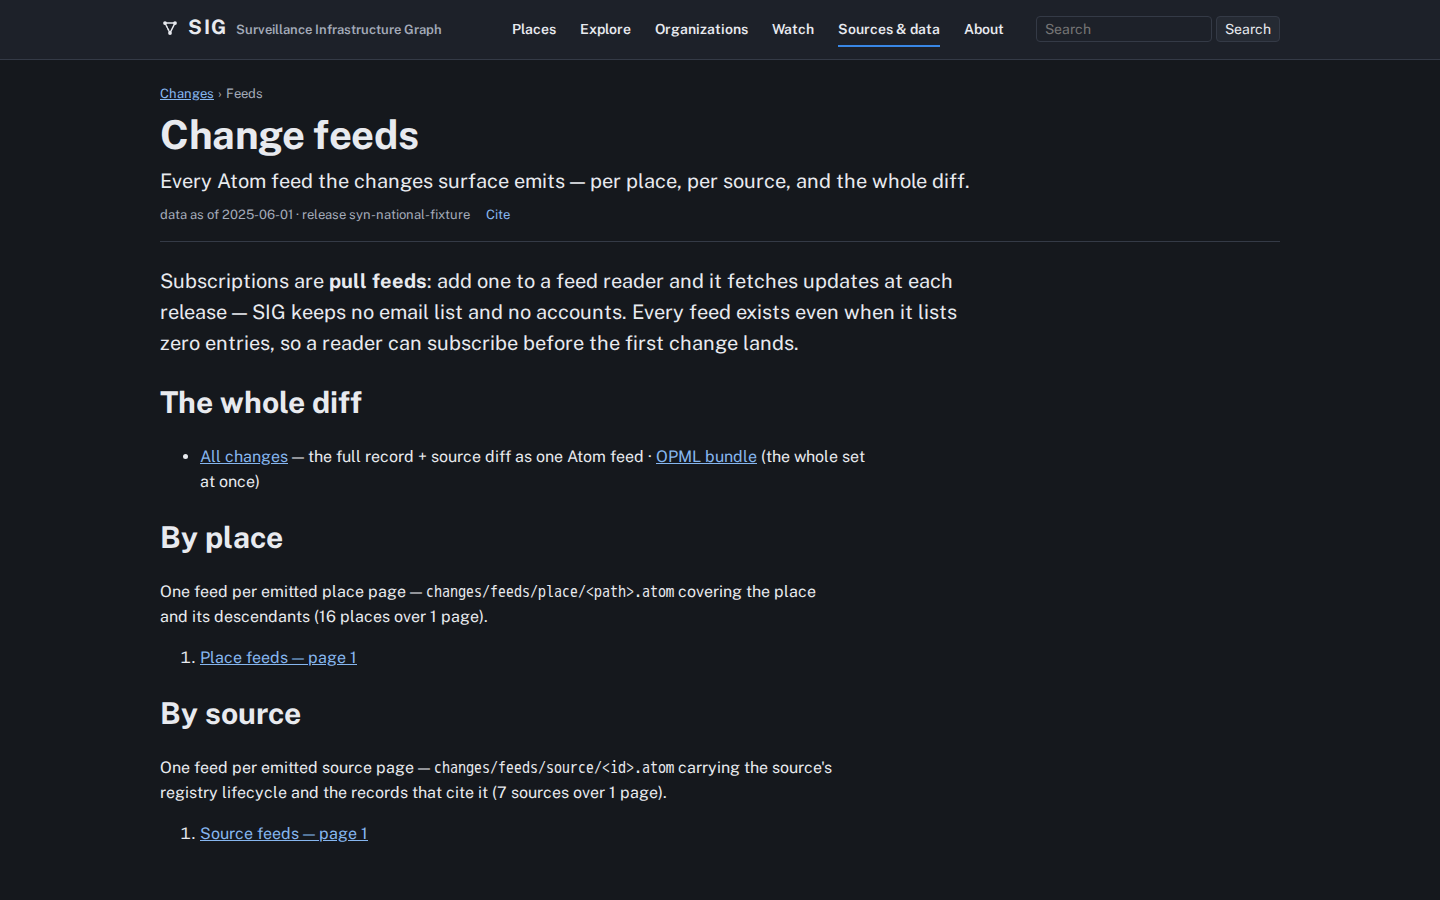 SIG Surveillance Infrastructure Graph Places Explore Organizations Watch Sources & data About Search Search
Changes › Feeds
Change feeds
Every Atom feed the changes surface emits — per place, per source, and the whole diff.
data as of 2025-06-01 · release syn-national-fixture Cite
Subscriptions are pull feeds: add one to a feed reader and it fetches updates at each
release — SIG keeps no email list and no accounts. Every feed exists even when it lists
zero entries, so a reader can subscribe before the first change lands.
The whole diff
• All changes — the full record + source diff as one Atom feed · OPML bundle (the whole set
at once)
By place
One feed per emitted place page — changes/feeds/place/<path>.atom covering the place
and its descendants (16 places over 1 page).
1. Place feeds — page 1
By source
One feed per emitted source page — changes/feeds/source/<id>.atom carrying the source's
registry lifecycle and the records that cite it (7 sources over 1 page).
1. Source feeds — page 1